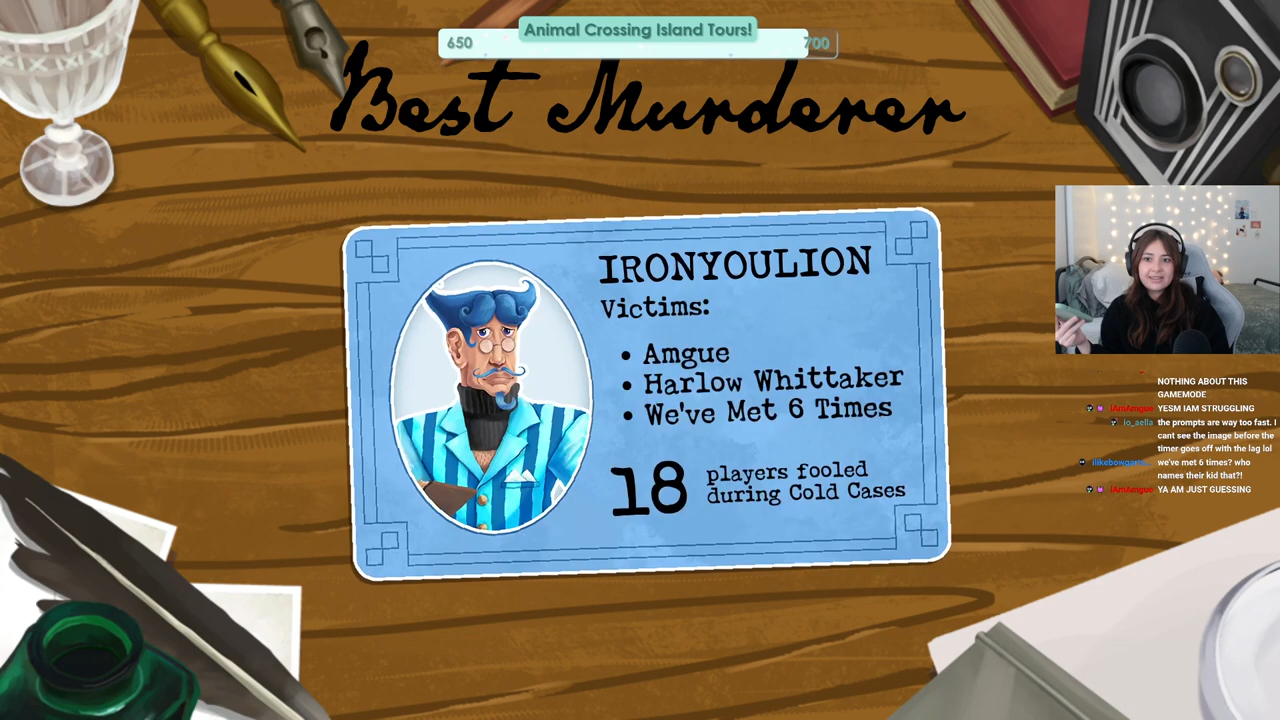 Animal Crossing Island Tours!
650
700
Best Murderer
IRONYOULION
Victims:
• Amgue
• Harlow Whittaker
• We've Met 6 Times
18
players fooled
during Cold Cases
NOTHING ABOUT THIS
GAMEMODE
iAmAmgue YESM IAM STRUGGLING
io_aella the prompts are way too fast. i
cant see the image before the
timer goes off with the lag lol
we've met 6 times? who
names their kid that?!
iAmAmgue YA AM JUST GUESSING